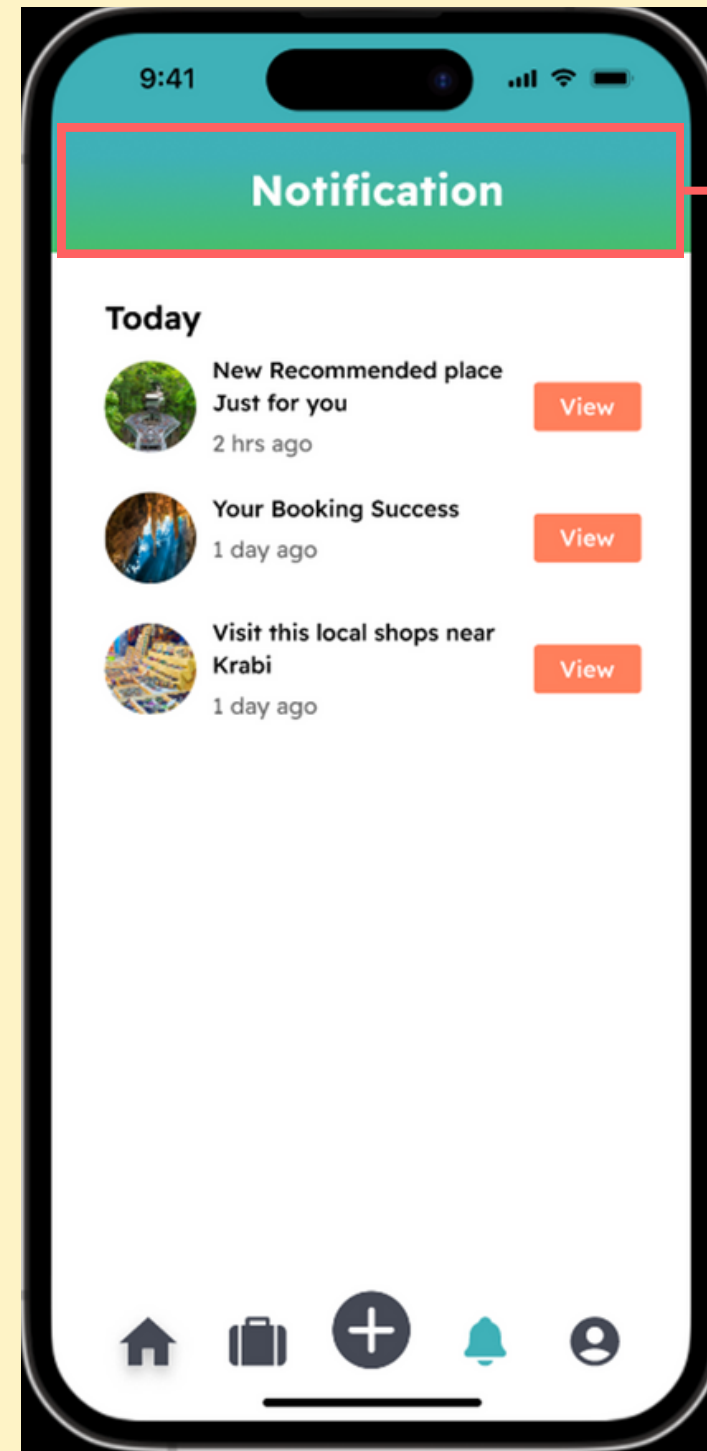 9:41
Notification
Today
New Recommended place
Just for you
2 hrs ago
View
Your Booking Success
1 day ago
View
Visit this local shops near
Krabi
1 day ago
View